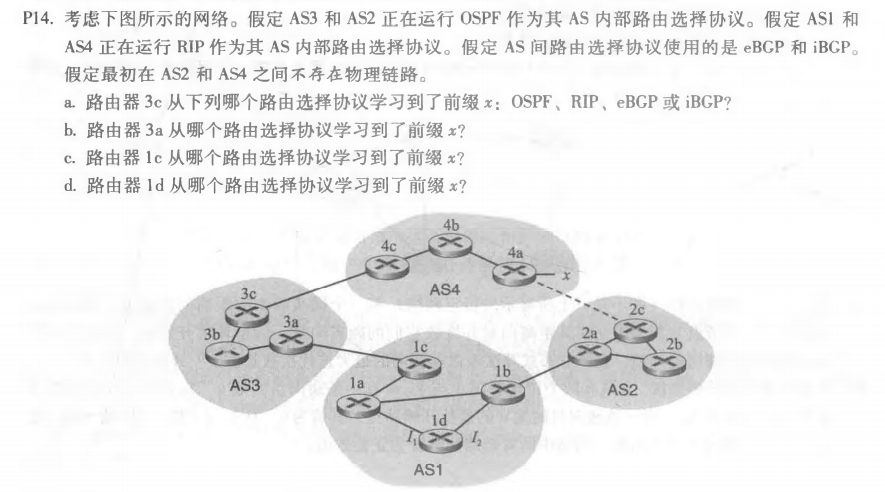 P14. 考虑下图所示的网络。假定 AS3 和 AS2 正在运行 OSPF 作为其 AS 内部路由选择协议。假定 AS1 和
AS4 正在运行 RIP 作为其 AS 内部路由选择协议。假定 AS 间路由选择协议使用的是 eBGP 和 iBGP。
假定最初在 AS2 和 AS4 之间不存在物理链路。
a. 路由器 3c 从下列哪个路由选择协议学习到了前缀 x：OSPF、RIP、eBGP 或 iBGP？
b. 路由器 3a 从哪个路由选择协议学习到了前缀 x？
c. 路由器 1c 从哪个路由选择协议学习到了前缀 x？
d. 路由器 1d 从哪个路由选择协议学习到了前缀 x？
4b
4c
4a
x
AS4
3c
3b
3a
AS3
2c
2a
2b
AS2
1c
1a
1b
1d
I1
I2
AS1